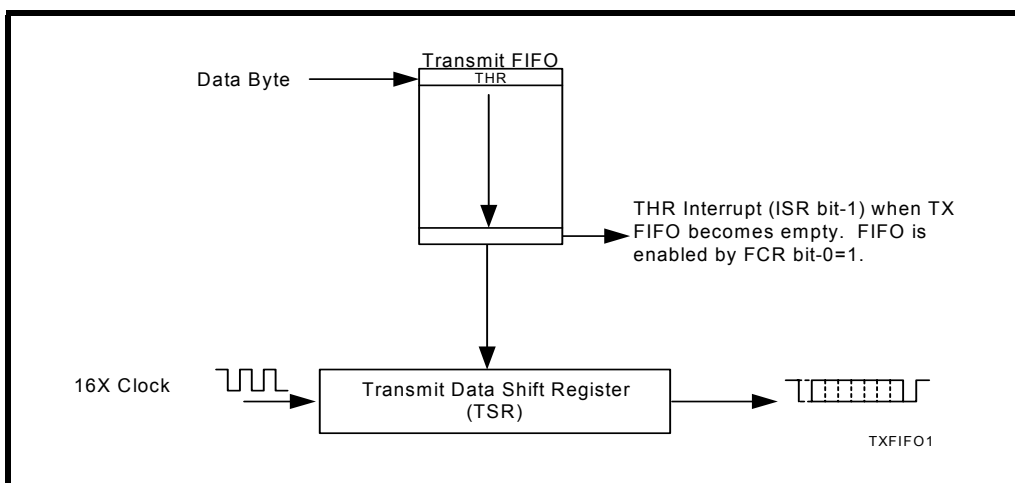 Transmit FIFO
Data Byte
THR
THR Interrupt (ISR bit-1) when TX
FIFO becomes empty. FIFO is
enabled by FCR bit-0=1.
16X Clock
Transmit Data Shift Register
(TSR)
TXFIFO1